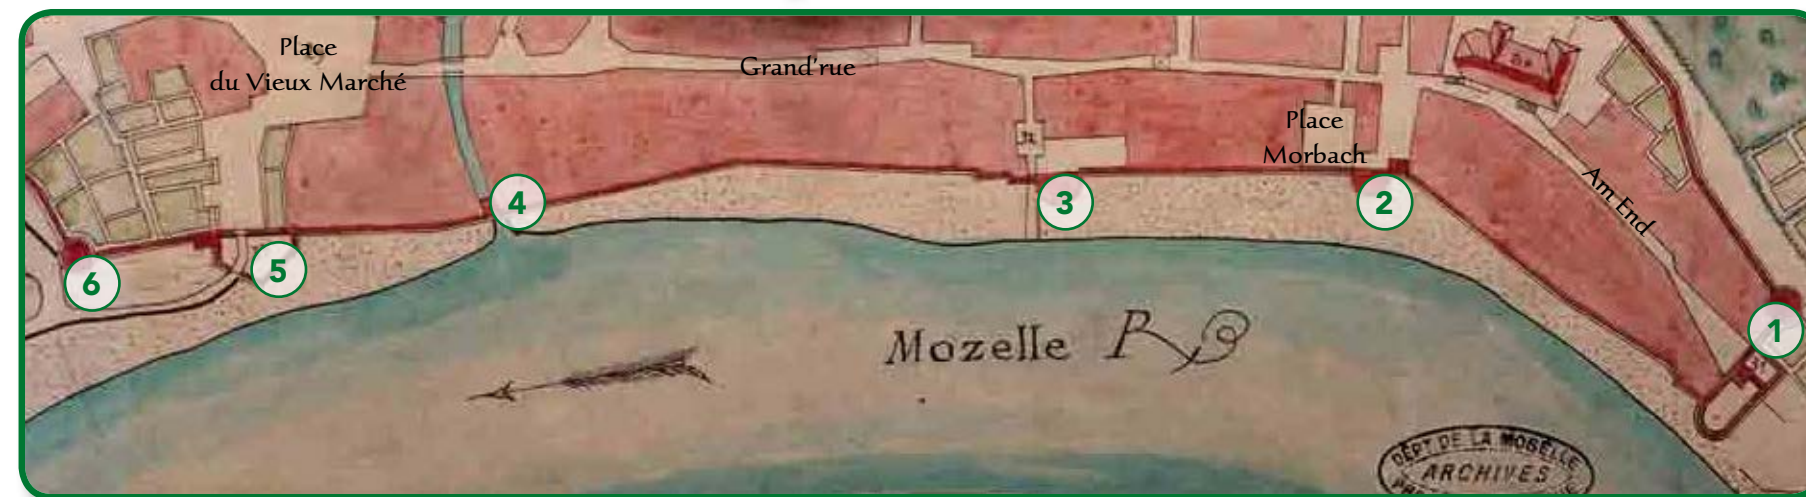 Place
du Vieux Marché
Grand'rue
Place
Morbach
Am End
4
3
2
5
6
1
Mozelle R
DÉPT DE LA MOSELLE
ARCHIVES